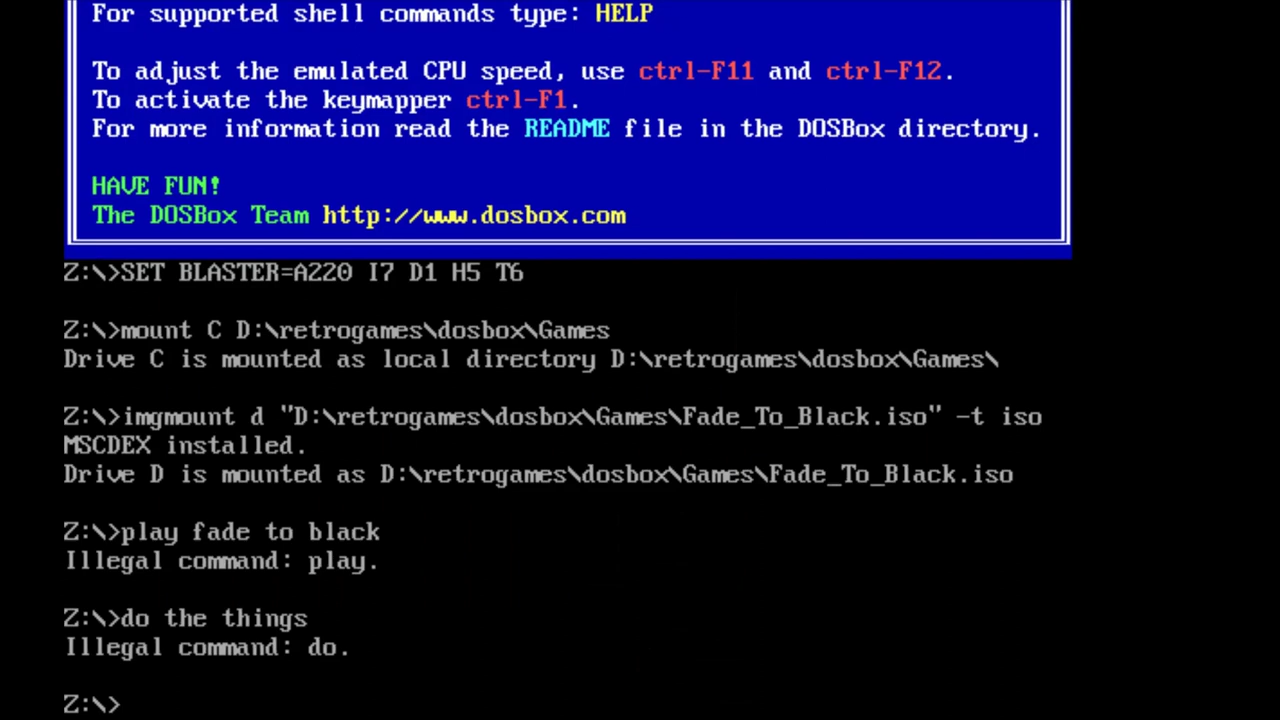 For supported shell commands type: HELP
To adjust the emulated CPU speed, use ctrl-F11 and ctrl-F12.
To activate the keymapper ctrl-F1.
For more information read the README file in the DOSBox directory.
HAVE FUN!
The DOSBox Team http://www.dosbox.com
Z:\>SET BLASTER=A220 I7 D1 H5 T6
Z:\>mount C D:\retrogames\dosbox\Games
Drive C is mounted as local directory D:\retrogames\dosbox\Games\
Z:\>imgmount d "D:\retrogames\dosbox\Games\Fade_To_Black.iso" -t iso
MSCDEX installed.
Drive D is mounted as D:\retrogames\dosbox\Games\Fade_To_Black.iso
Z:\>play fade to black
Illegal command: play.
Z:\>do the things
Illegal command: do.
Z:\>